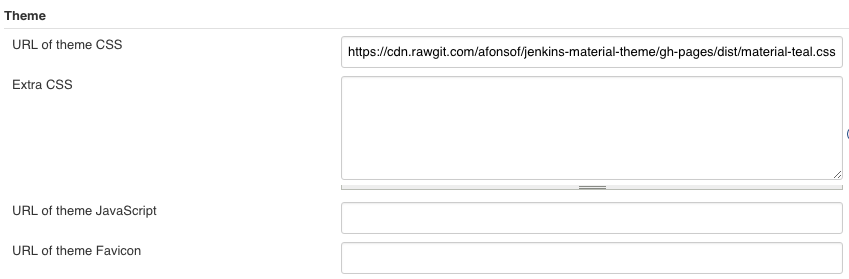 Theme
URL of theme CSS
https://cdn.rawgit.com/afonsof/jenkins-material-theme/gh-pages/dist/material-teal.css
Extra CSS
URL of theme JavaScript
URL of theme Favicon